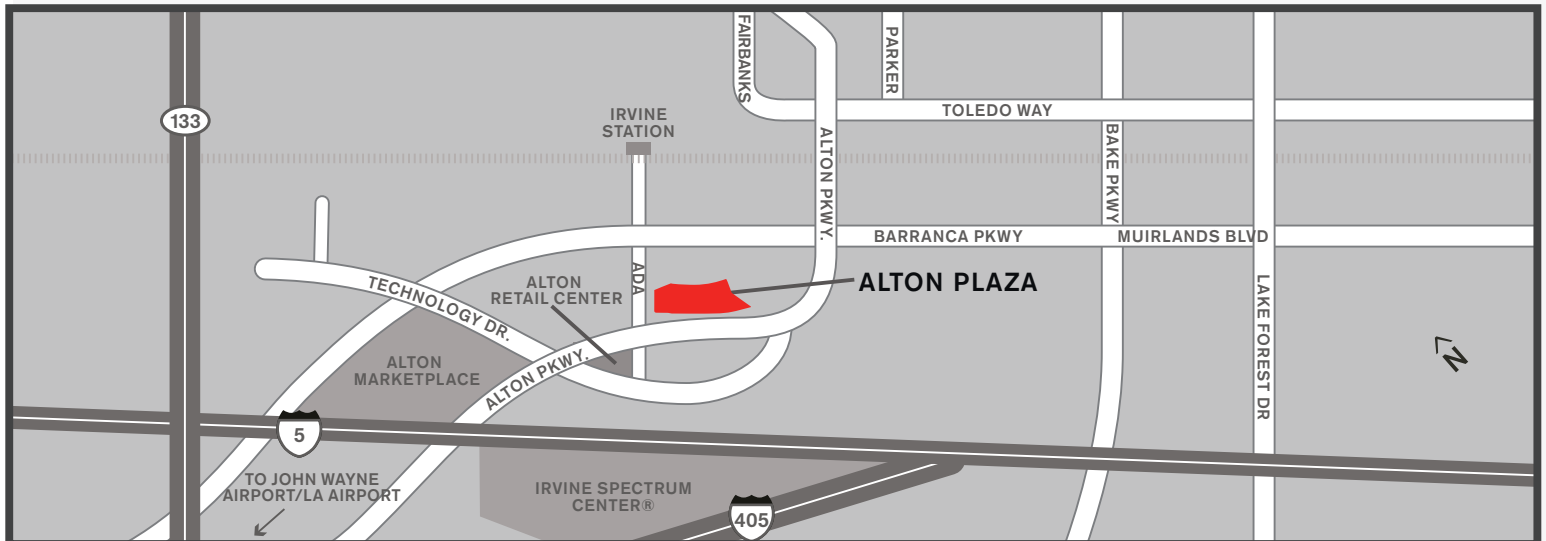 FAIRBANKS
PARKER
133
IRVINE
STATION
TOLEDO WAY
ALTON PKWY.
BAKE PKWY
BARRANCA PKWY
MUIRLANDS BLVD
ADA
ALTON
RETAIL CENTER
ALTON PLAZA
TECHNOLOGY DR.
LAKE FOREST DR
ALTON
MARKETPLACE
ALTON PKWY.
N
5
TO JOHN WAYNE
AIRPORT/LA AIRPORT
IRVINE SPECTRUM
CENTER®
405